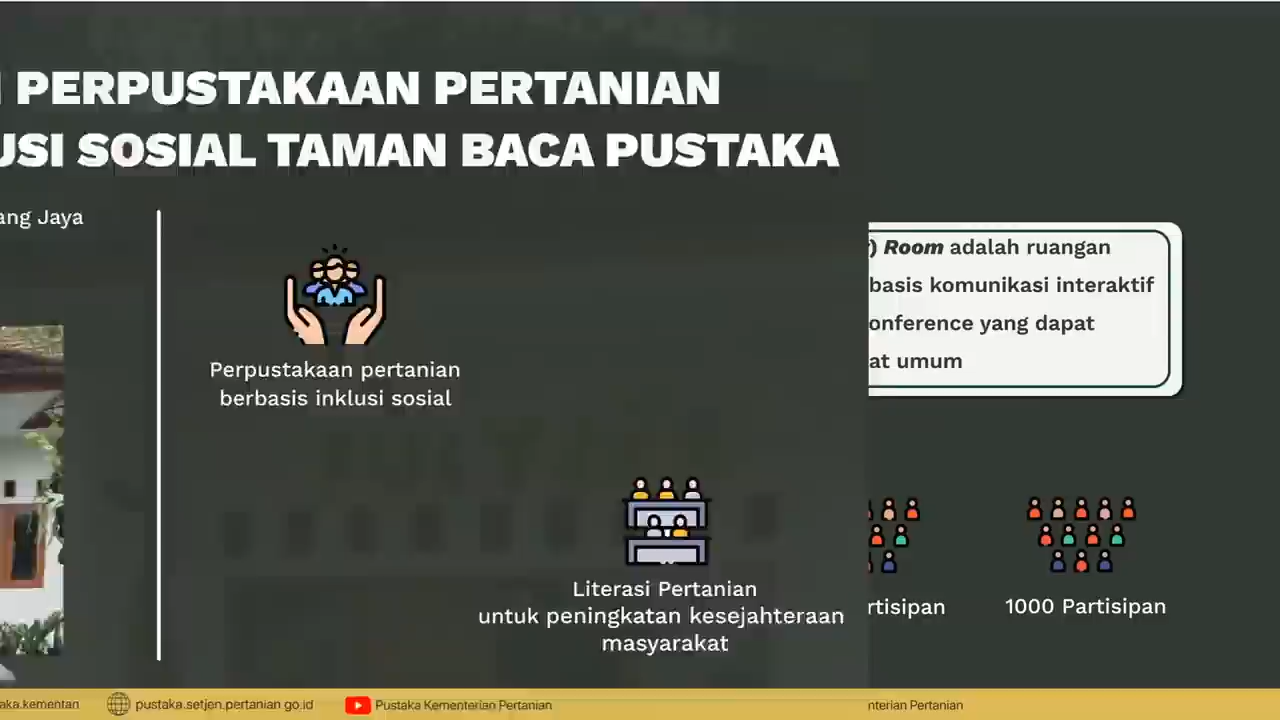 PERPUSTAKAAN PERTANIAN
USI SOSIAL TAMAN BACA PUSTAKA
ang Jaya
Perpustakaan pertanian
berbasis inklusi sosial
Literasi Pertanian
untuk peningkatan kesejahteraan
masyarakat
) Room adalah ruangan
basis komunikasi interaktif
onference yang dapat
at umum
rtisipan
1000 Partisipan
aka.kementan
pustaka.setjen.pertanian.go.id
Pustaka Kementerian Pertanian
nterian Pertanian